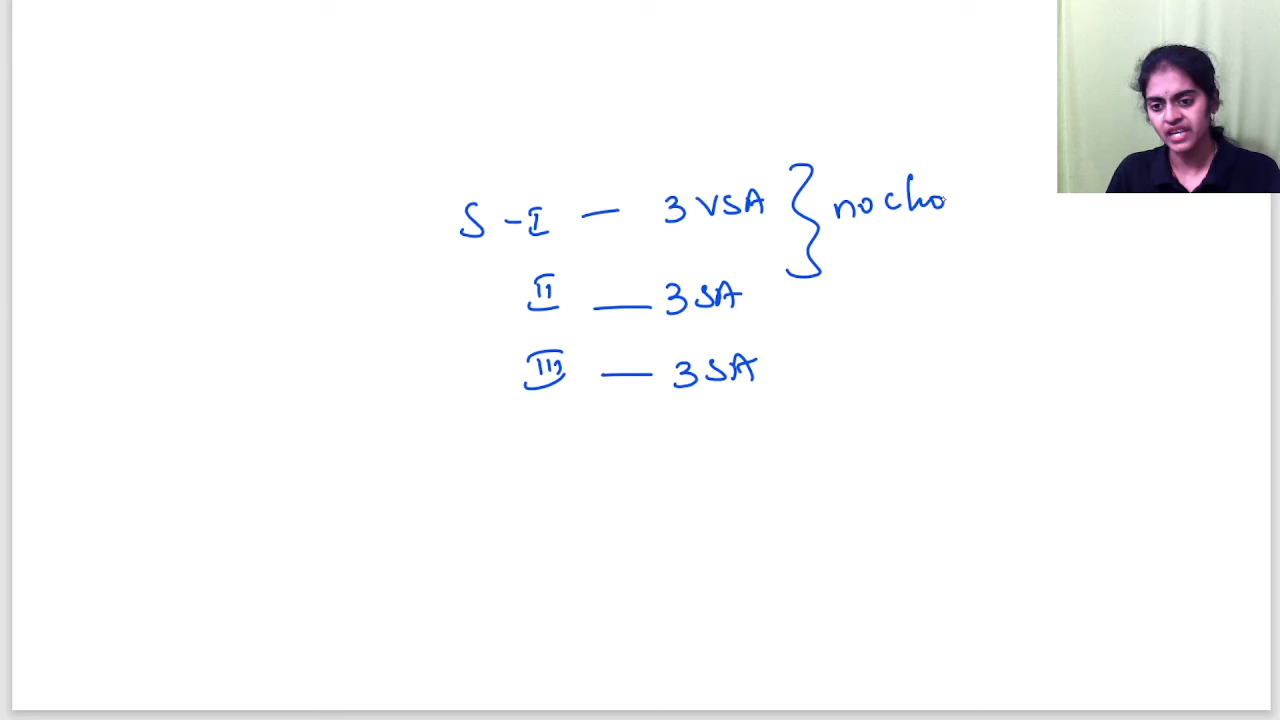 S - I — 3 VSA } no cho
II — 3 SA
III — 3 SA